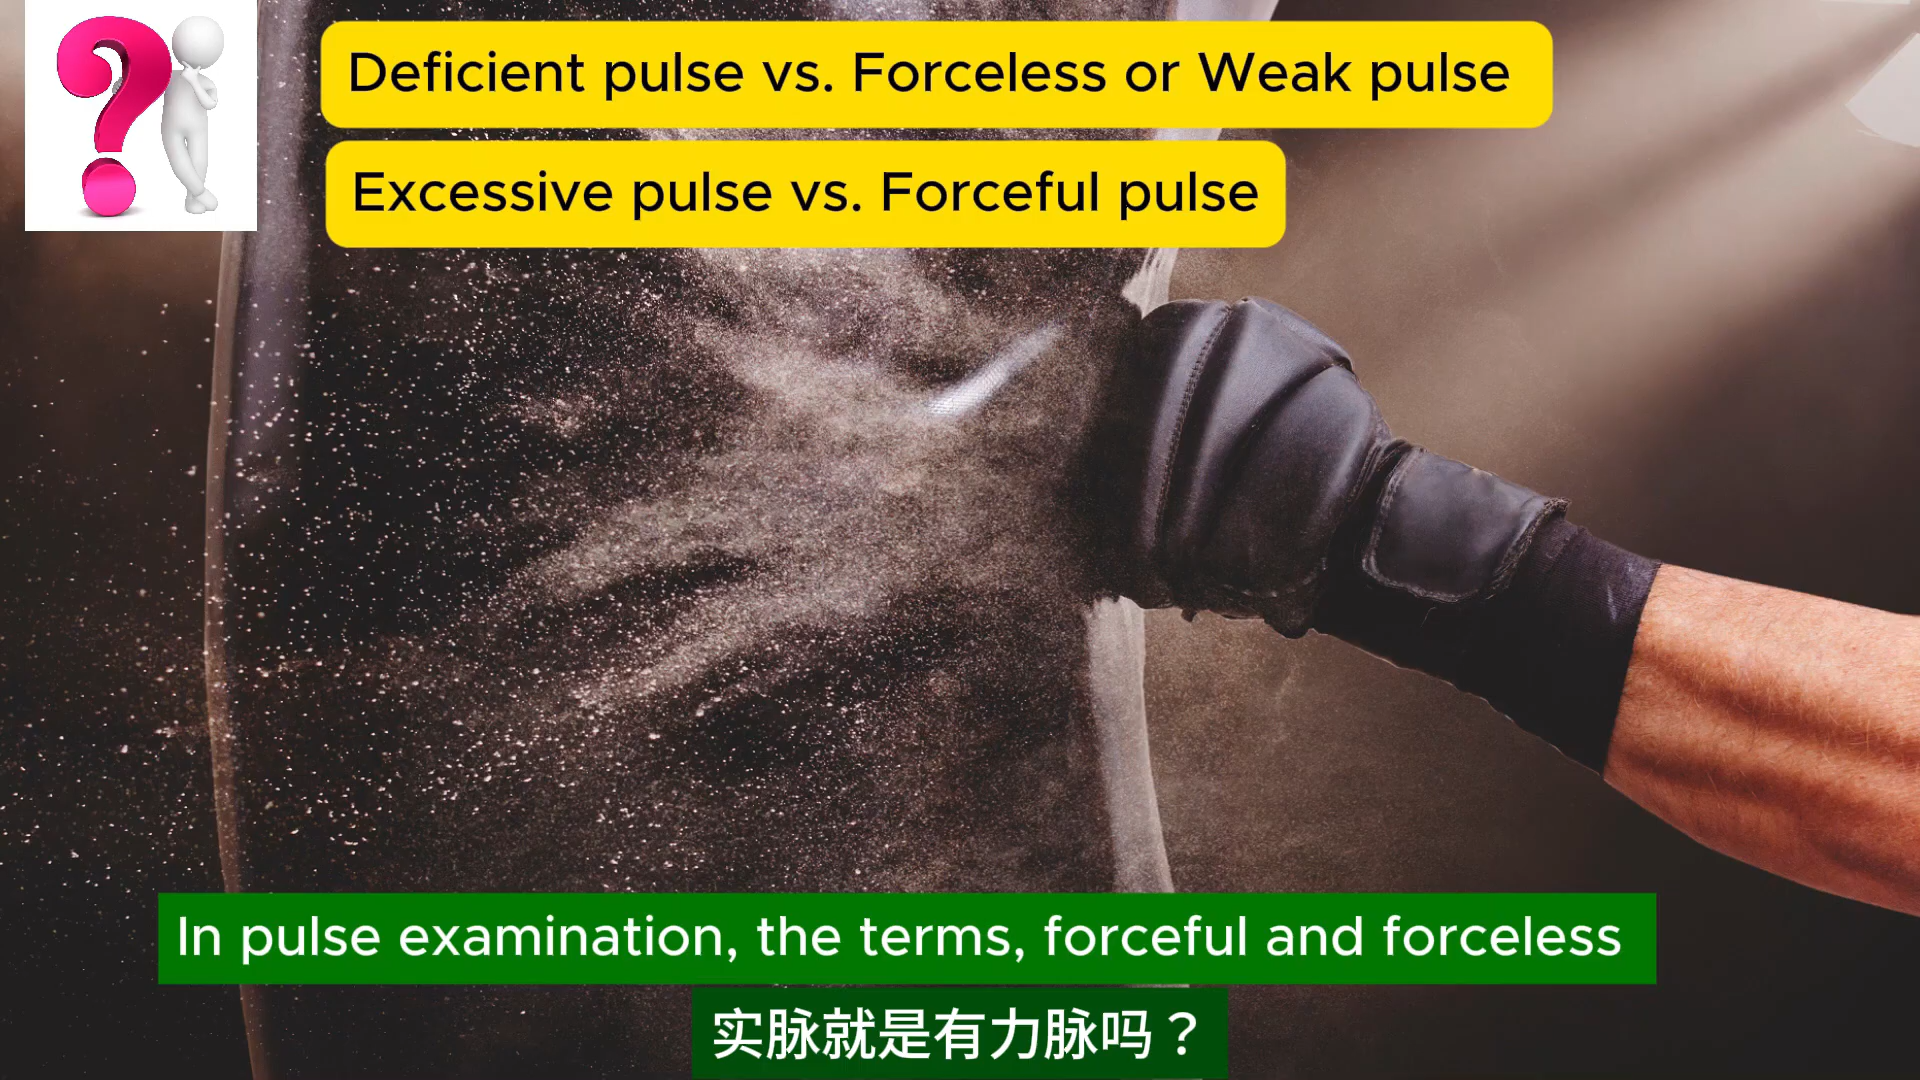 Deficient pulse vs. Forceless or Weak pulse
Excessive pulse vs. Forceful pulse
In pulse examination, the terms, forceful and forceless
实脉就是有力脉吗？